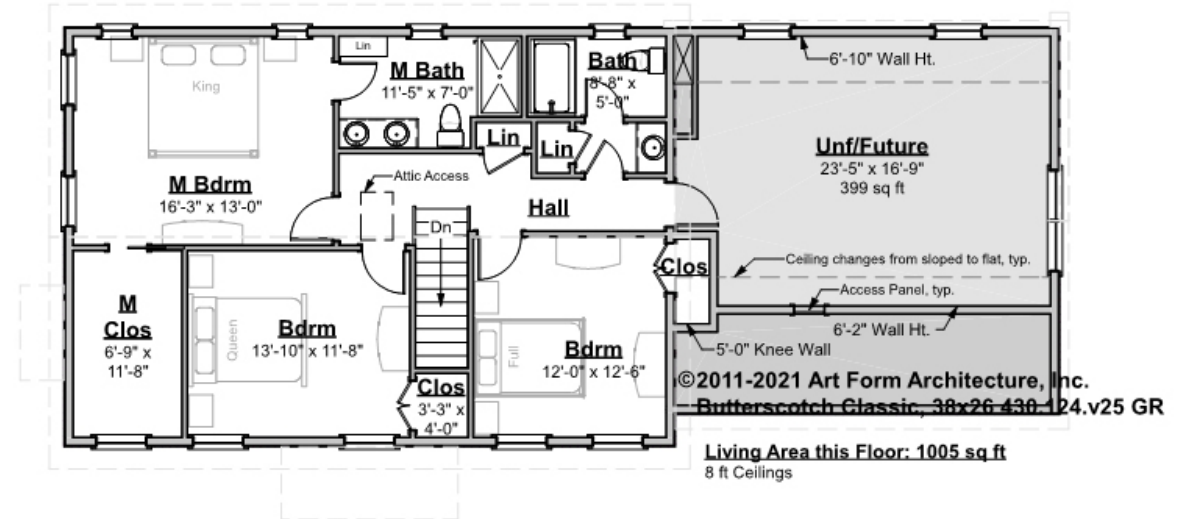 Lin
M Bath
11'-5" x 7'-0"
Bath
8'-8" x
5'-0"
6'-10" Wall Ht.
King
Lin
Lin
Unf/Future
23'-5" x 16'-9"
399 sq ft
M Bdrm
16'-3" x 13'-0"
Attic Access
Hall
Dn
Clos
Ceiling changes from sloped to flat, typ.
Access Panel, typ.
M
Clos
6'-9" x
11'-8"
Queen
Bdrm
13'-10" x 11'-8"
Full
Bdrm
12'-0" x 12'-6"
6'-2" Wall Ht.
5'-0" Knee Wall
Clos
3'-3" x
4'-0"
©2011-2021 Art Form Architecture, Inc.
Butterscotch Classic, 38x26 430.124.v25 GR
Living Area this Floor: 1005 sq ft
8 ft Ceilings